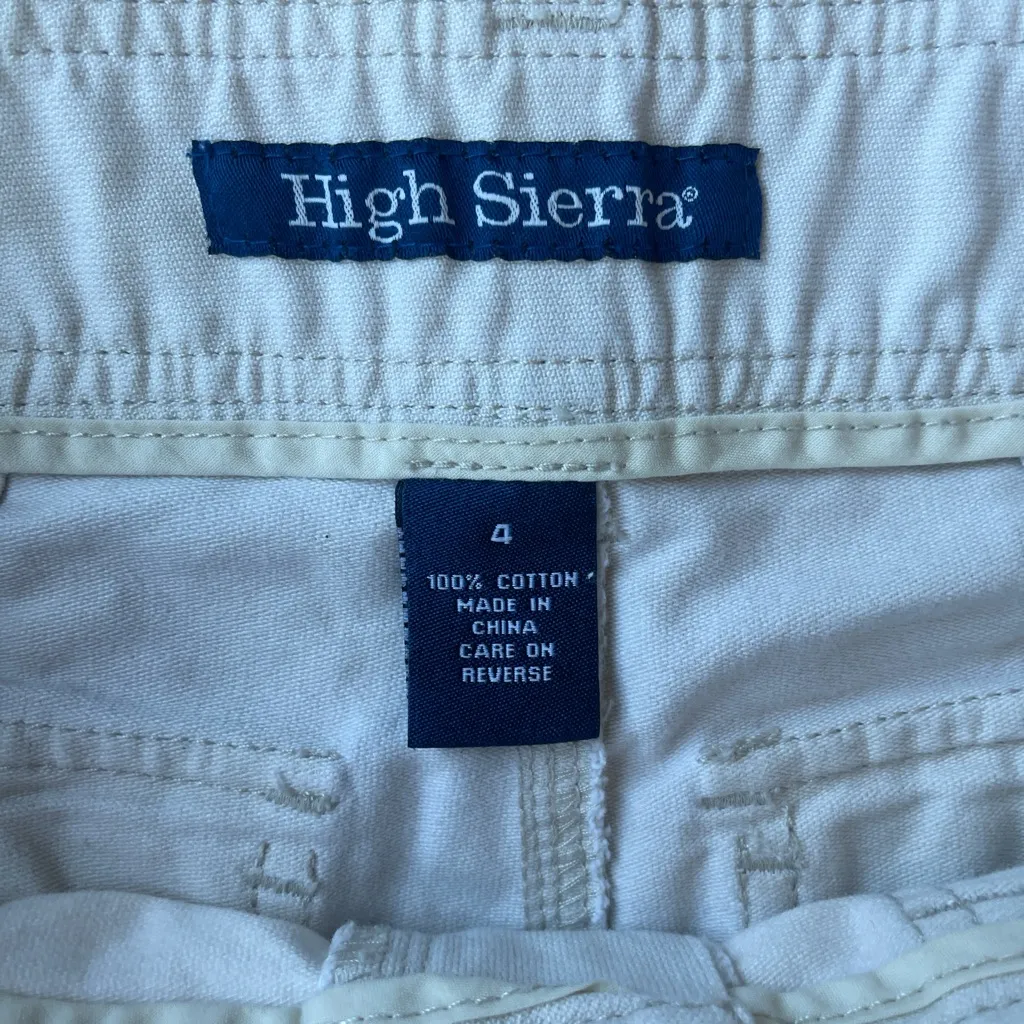 High Sierra®
4
100% COTTON
MADE IN
CHINA
CARE ON
REVERSE